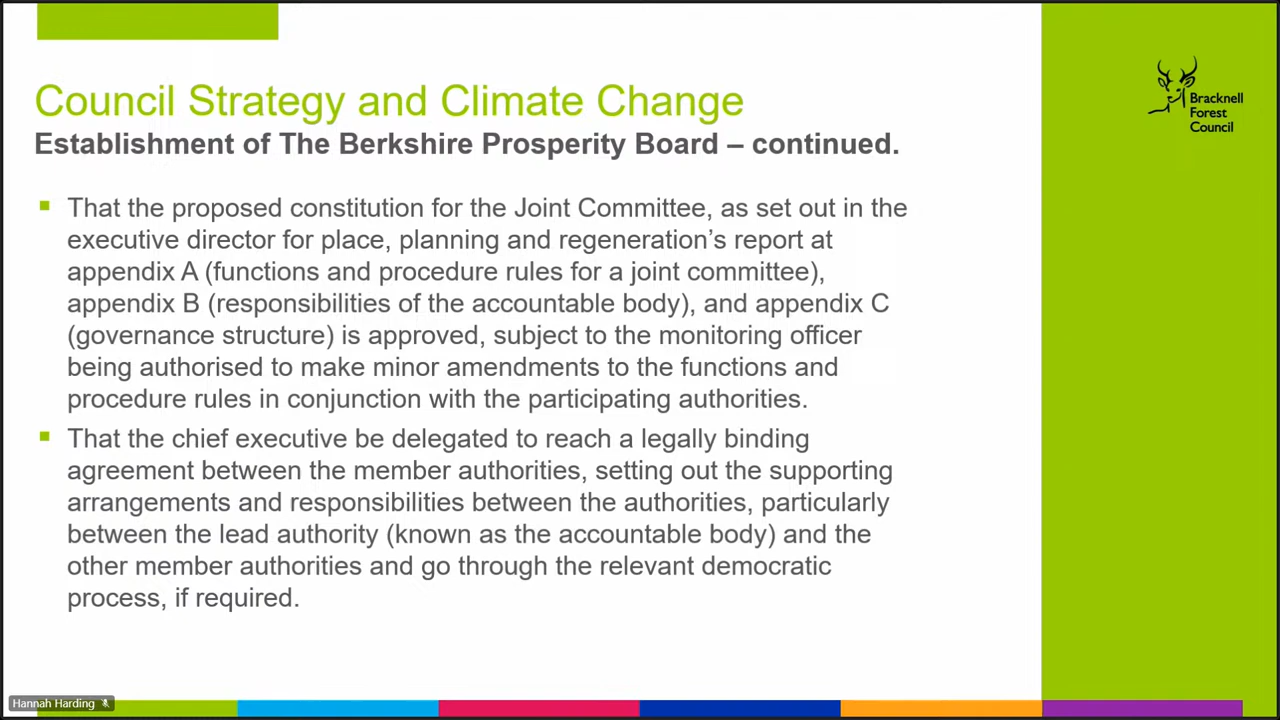 Council Strategy and Climate Change
Establishment of The Berkshire Prosperity Board – continued.
Bracknell
Forest
Council
That the proposed constitution for the Joint Committee, as set out in the
executive director for place, planning and regeneration’s report at
appendix A (functions and procedure rules for a joint committee),
appendix B (responsibilities of the accountable body), and appendix C
(governance structure) is approved, subject to the monitoring officer
being authorised to make minor amendments to the functions and
procedure rules in conjunction with the participating authorities.
That the chief executive be delegated to reach a legally binding
agreement between the member authorities, setting out the supporting
arrangements and responsibilities between the authorities, particularly
between the lead authority (known as the accountable body) and the
other member authorities and go through the relevant democratic
process, if required.
Hannah Harding